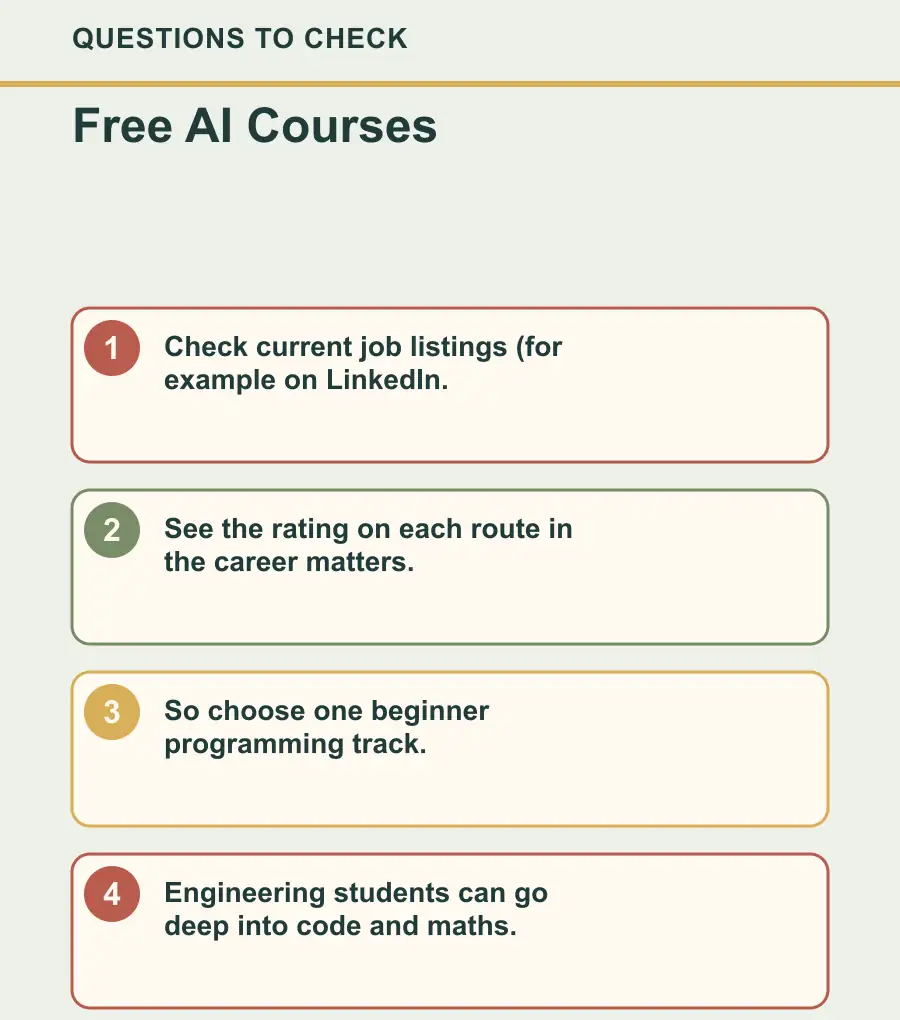 QUESTIONS TO CHECK
Free AI Courses
1
Check current job listings (for
example on LinkedIn.
2
See the rating on each route in
the career matters.
3
So choose one beginner
programming track.
4
Engineering students can go
deep into code and maths.